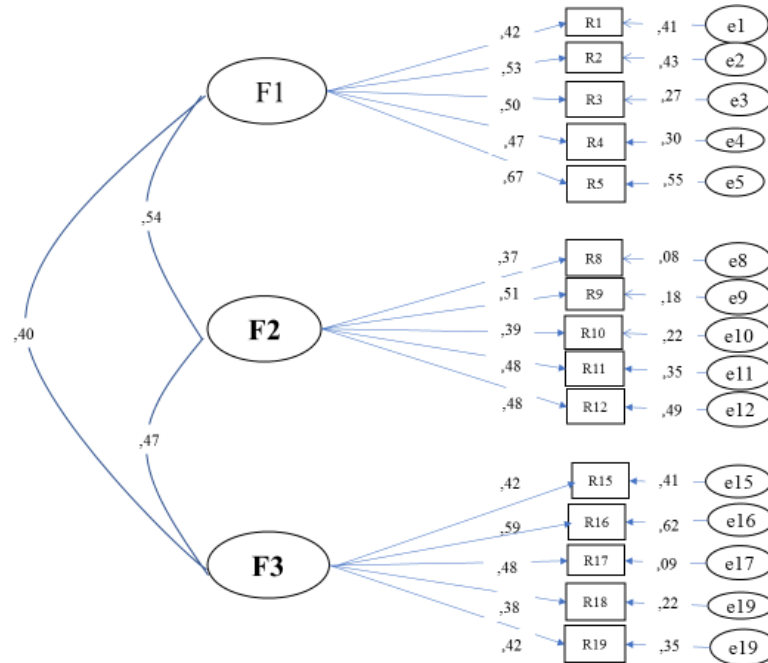 ,42 R1 ,41 e1
,53 R2 ,43 e2
F1 ,50 R3 ,27 e3
,47 R4 ,30 e4
,67 R5 ,55 e5
,54
,37 R8 ,08 e8
,51 R9 ,18 e9
,40 F2 ,39 R10 ,22 e10
,48 R11 ,35 e11
,48 R12 ,49 e12
,47
,42 R15 ,41 e15
,59 R16 ,62 e16
F3 ,48 R17 ,09 e17
,38 R18 ,22 e19
,42 R19 ,35 e19